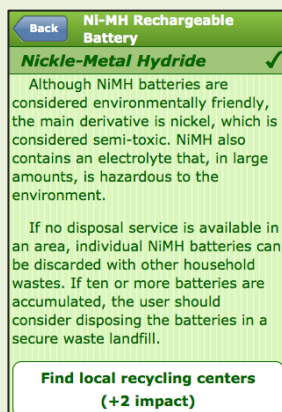 Back
Ni-MH Rechargeable
Battery
Nickle-Metal Hydride ✓
Although NiMH batteries are
considered environmentally friendly,
the main derivative is nickel, which is
considered semi-toxic. NiMH also
contains an electrolyte that, in large
amounts, is hazardous to the
environment.
If no disposal service is available in
an area, individual NiMH batteries can
be discarded with other household
wastes. If ten or more batteries are
accumulated, the user should
consider disposing the batteries in a
secure waste landfill.
Find local recycling centers
(+2 impact)